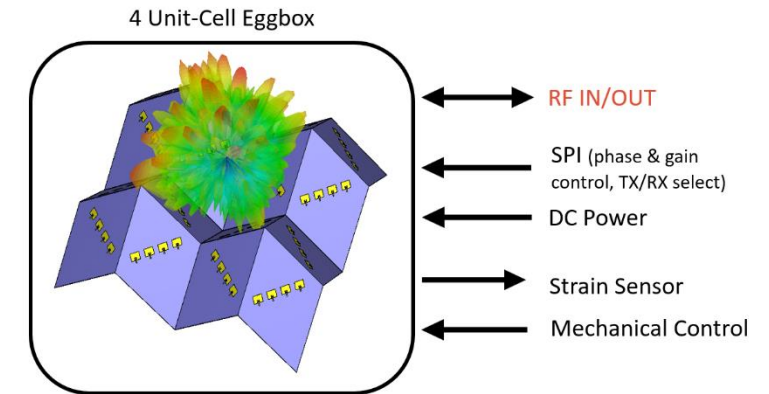 4 Unit-Cell Eggbox
RF IN/OUT
SPI (phase & gain
control, TX/RX select)
DC Power
Strain Sensor
Mechanical Control